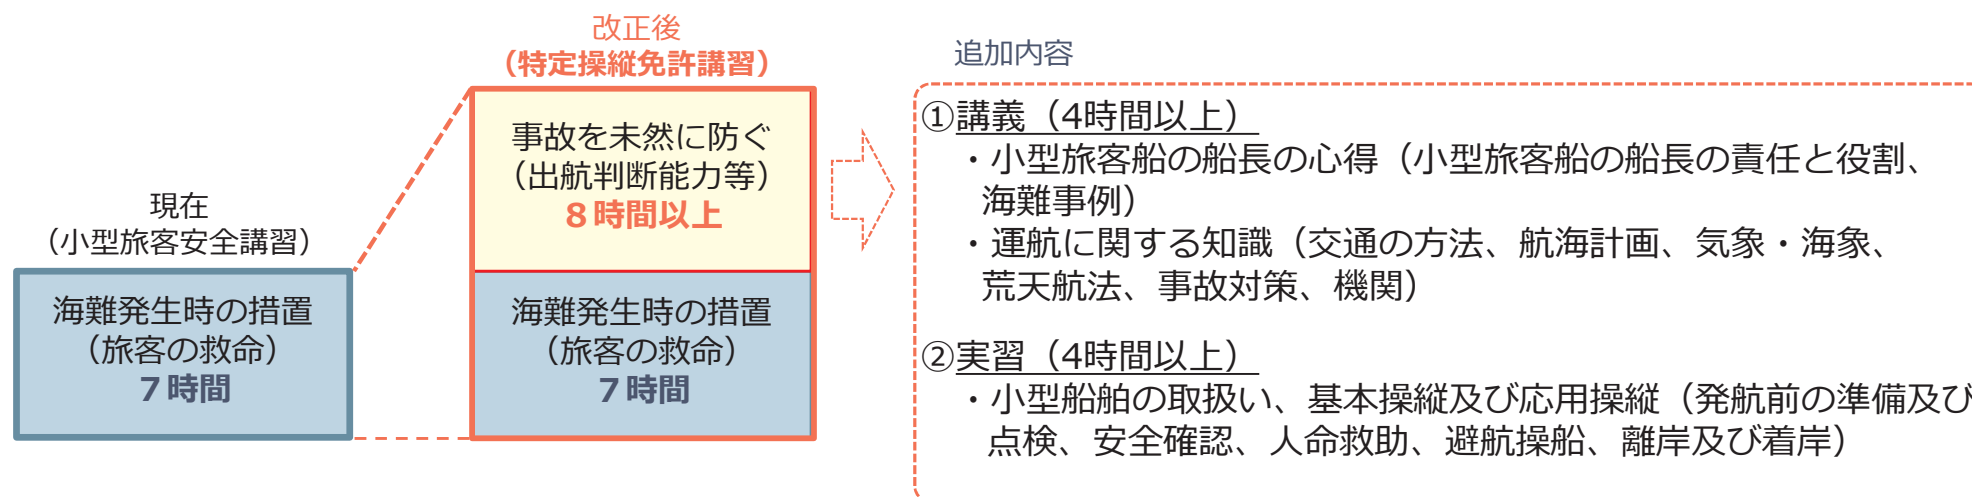 現在
（小型旅客安全講習）
海難発生時の措置
（旅客の救命）
７時間
改正後
（特定操縦免許講習）
事故を未然に防ぐ
（出航判断能力等）
８時間以上
海難発生時の措置
（旅客の救命）
７時間
追加内容
①講義（4時間以上）
・小型旅客船の船長の心得（小型旅客船の船長の責任と役割、
海難事例）
・運航に関する知識（交通の方法、航海計画、気象・海象、
荒天航法、事故対策、機関）
②実習（4時間以上）
・小型船舶の取扱い、基本操縦及び応用操縦（発航前の準備及び
点検、安全確認、人命救助、避航操船、離岸及び着岸）